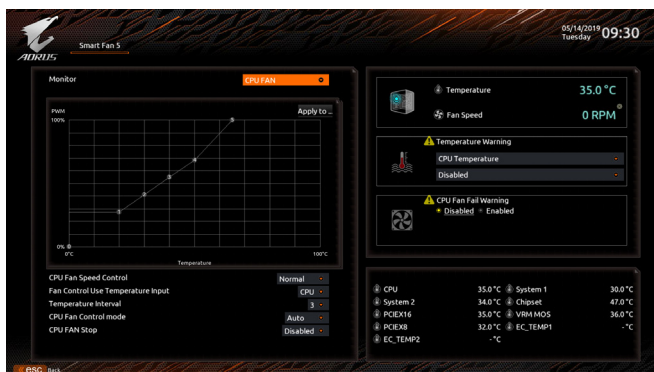 AORUS
Smart Fan 5
05/14/2019
Tuesday
09:30
Monitor
CPU FAN
PWM
100%
Apply to ..
0%
0°C
100°C
Temperature
CPU Fan Speed Control Normal
Fan Control Use Temperature Input CPU
Temperature Interval 3
CPU Fan Control mode Auto
CPU FAN Stop Disabled
Temperature 35.0 °C
Fan Speed 0 RPM
Temperature Warning
CPU Temperature
Disabled
CPU Fan Fail Warning
Disabled Enabled
CPU 35.0 °C System 1 30.0 °C
System 2 34.0 °C Chipset 47.0 °C
PCIEX16 35.0 °C VRM MOS 36.0 °C
PCIEX8 32.0 °C EC_TEMP1 - °C
EC_TEMP2 - °C
esc Back